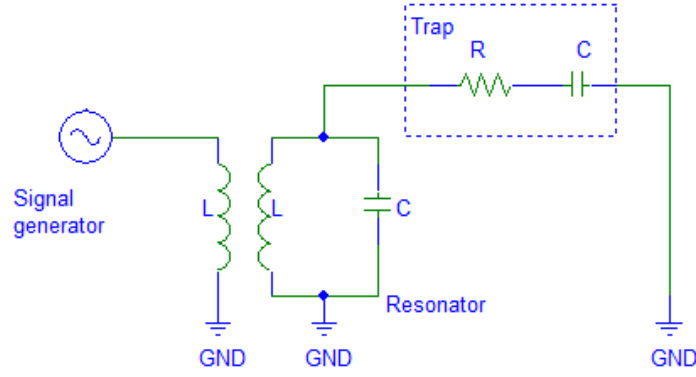 Trap
R
C
Signal
generator
L
L
C
Resonator
GND
GND
GND